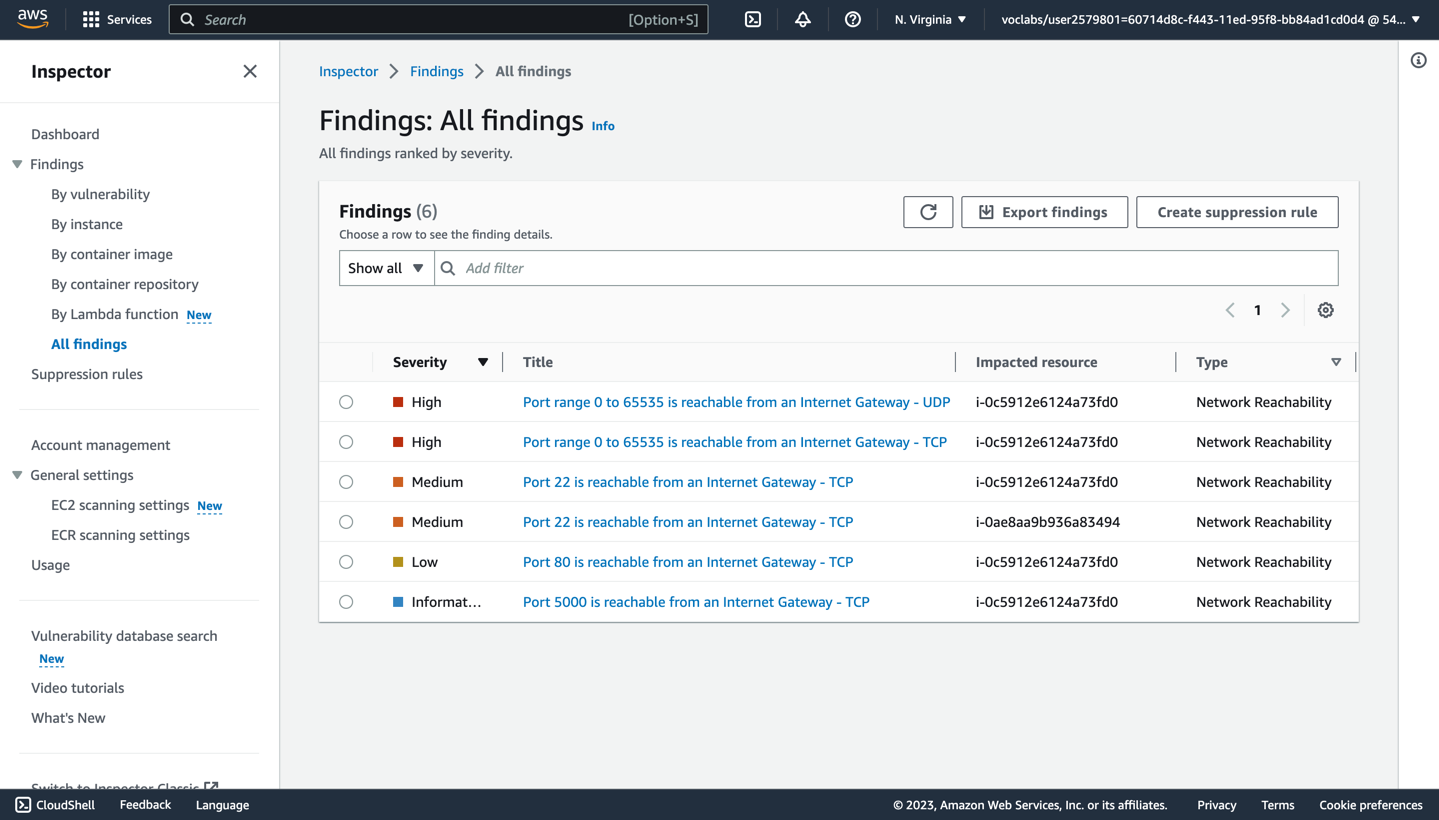 aws
Services
Search [Option+S]
N. Virginia
voclabs/user2579801=60714d8c-f443-11ed-95f8-bb84ad1cd0d4 @ 54...
Inspector
Dashboard
Findings
By vulnerability
By instance
By container image
By container repository
By Lambda function New
All findings
Suppression rules
Account management
General settings
EC2 scanning settings New
ECR scanning settings
Usage
Vulnerability database search
New
Video tutorials
What's New
Switch to Inspector Classic
Inspector > Findings > All findings
Findings: All findings Info
All findings ranked by severity.
Findings (6)
Choose a row to see the finding details.
Export findings
Create suppression rule
Show all
Add filter
1
Severity Title Impacted resource Type
High Port range 0 to 65535 is reachable from an Internet Gateway - UDP i-0c5912e6124a73fd0 Network Reachability
High Port range 0 to 65535 is reachable from an Internet Gateway - TCP i-0c5912e6124a73fd0 Network Reachability
Medium Port 22 is reachable from an Internet Gateway - TCP i-0c5912e6124a73fd0 Network Reachability
Medium Port 22 is reachable from an Internet Gateway - TCP i-0ae8aa9b936a83494 Network Reachability
Low Port 80 is reachable from an Internet Gateway - TCP i-0c5912e6124a73fd0 Network Reachability
Informat... Port 5000 is reachable from an Internet Gateway - TCP i-0c5912e6124a73fd0 Network Reachability
CloudShell Feedback Language © 2023, Amazon Web Services, Inc. or its affiliates. Privacy Terms Cookie preferences